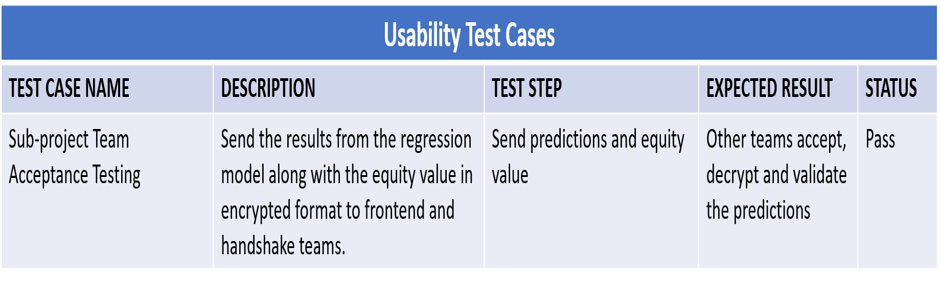 Usability Test Cases
TEST CASE NAME DESCRIPTION TEST STEP EXPECTED RESULT STATUS
Sub-project Team Send the results from the regression Send predictions and equity Other teams accept, Pass
Acceptance Testing model along with the equity value in value decrypt and validate
encrypted format to frontend and the predictions
handshake teams.